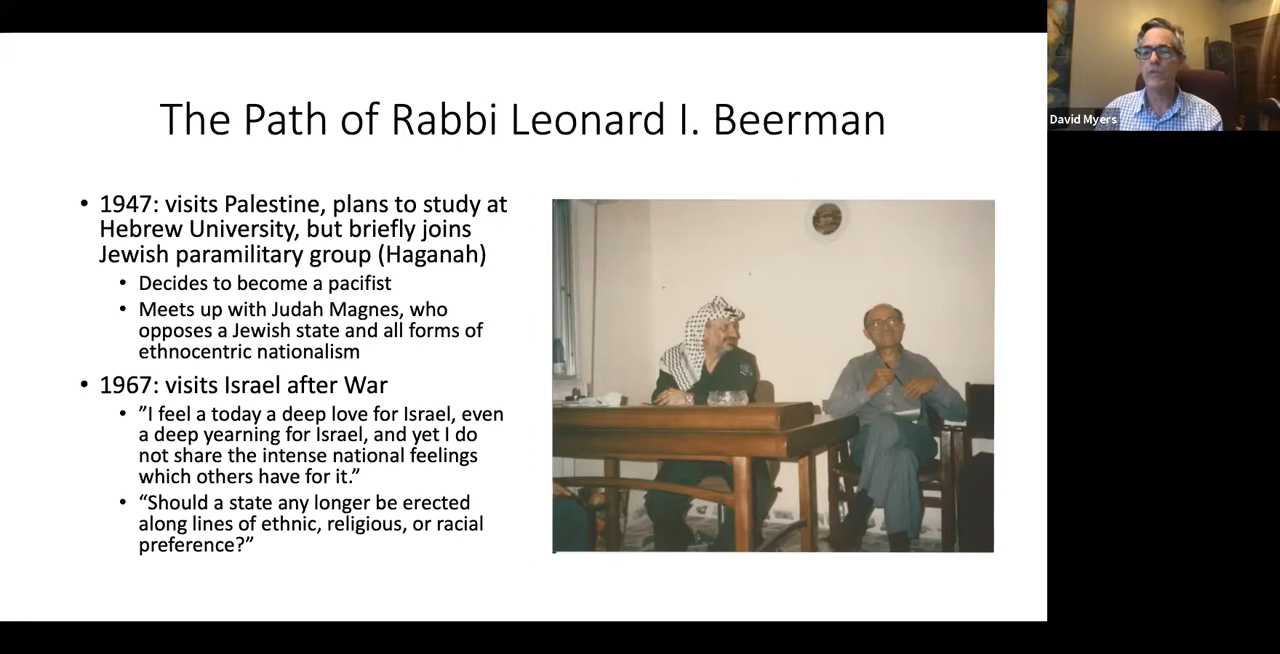 The Path of Rabbi Leonard I. Beerman
David Myers
• 1947: visits Palestine, plans to study at
Hebrew University, but briefly joins
Jewish paramilitary group (Haganah)
• Decides to become a pacifist
• Meets up with Judah Magnes, who
opposes a Jewish state and all forms of
ethnocentric nationalism
• 1967: visits Israel after War
• ”I feel a today a deep love for Israel, even
a deep yearning for Israel, and yet I do
not share the intense national feelings
which others have for it.”
• “Should a state any longer be erected
along lines of ethnic, religious, or racial
preference?”